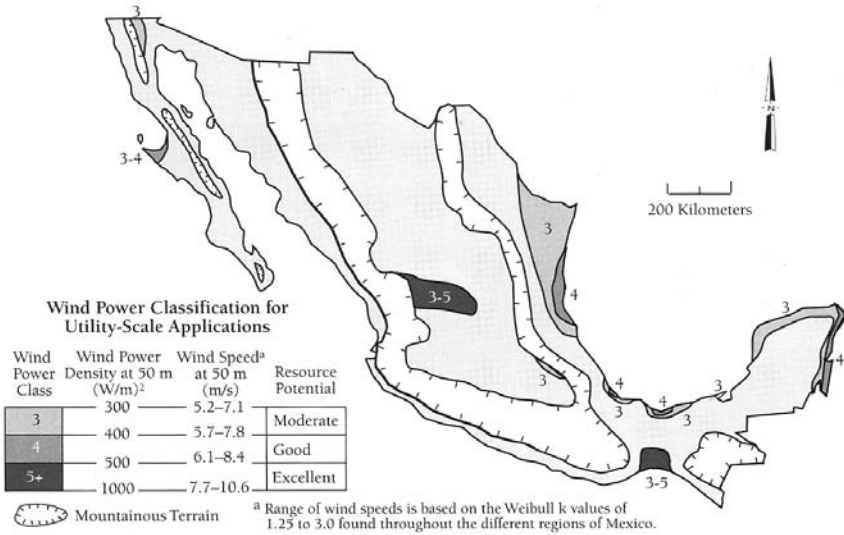 3
3-4
3
4
3-5
3
3
4
3
4
3
4
3
3
4
3-5
N
200 Kilometers
Wind Power Classification for
Utility-Scale Applications
Wind Power Class
Wind Power Density at 50 m (W/m)²
Wind Speedᵃ at 50 m (m/s)
Resource Potential
300 5.2–7.1
3 Moderate
400 5.7–7.8
4 Good
500 6.1–8.4
5+ Excellent
1000 7.7–10.6
Mountainous Terrain
ᵃ Range of wind speeds is based on the Weibull k values of
1.25 to 3.0 found throughout the different regions of Mexico.